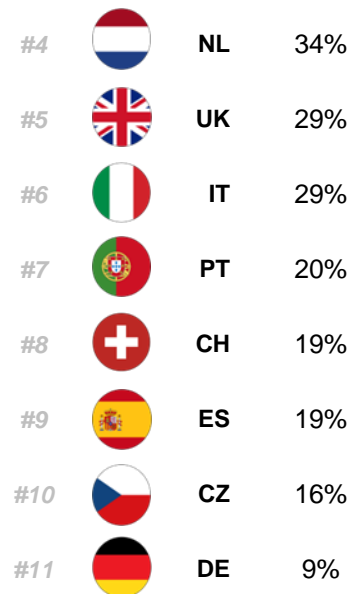 #4 NL 34%
#5 UK 29%
#6 IT 29%
#7 PT 20%
#8 CH 19%
#9 ES 19%
#10 CZ 16%
#11 DE 9%